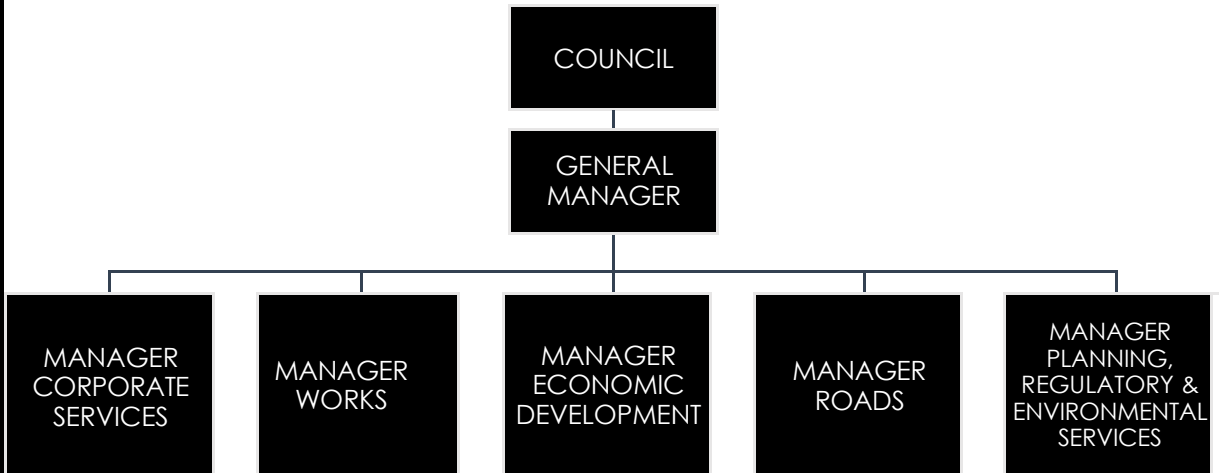 COUNCIL
GENERAL
MANAGER
MANAGER
CORPORATE
SERVICES
MANAGER
WORKS
MANAGER
ECONOMIC
DEVELOPMENT
MANAGER
ROADS
MANAGER
PLANNING,
REGULATORY &
ENVIRONMENTAL
SERVICES